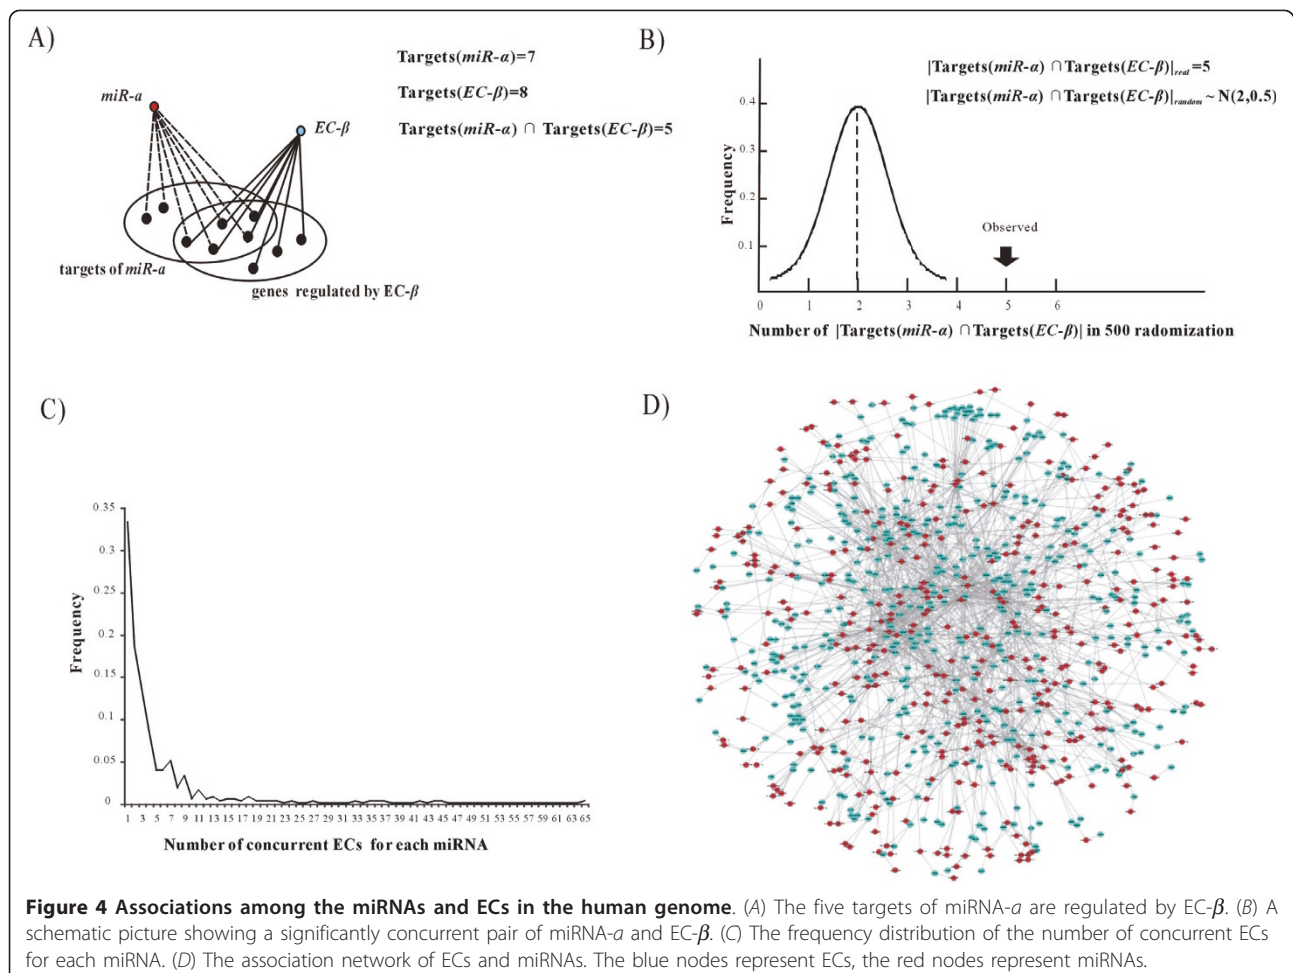 A)
Targets(miR-α)=7
Targets(EC-β)=8
Targets(miR-α) ∩ Targets(EC-β)=5
miR-a
EC-β
targets of miR-a
genes regulated by EC-β
B)
|Targets(miR-α) ∩ Targets(EC-β)|real=5
|Targets(miR-α) ∩ Targets(EC-β)|random ~ N(2,0.5)
Frequency
0.4
0.3
0.2
0.1
Observed
0 1 2 3 4 5 6
Number of |Targets(miR-α) ∩ Targets(EC-β)| in 500 radomization
C)
Frequency
0.35
0.3
0.25
0.2
0.15
0.1
0.05
0
1 3 5 7 9 11 13 15 17 19 21 23 25 27 29 31 33 35 37 39 41 43 45 47 49 51 53 55 57 59 61 63 65
Number of concurrent ECs for each miRNA
D)
Figure 4 Associations among the miRNAs and ECs in the human genome. (A) The five targets of miRNA-a are regulated by EC-β. (B) A
schematic picture showing a significantly concurrent pair of miRNA-a and EC-β. (C) The frequency distribution of the number of concurrent ECs
for each miRNA. (D) The association network of ECs and miRNAs. The blue nodes represent ECs, the red nodes represent miRNAs.